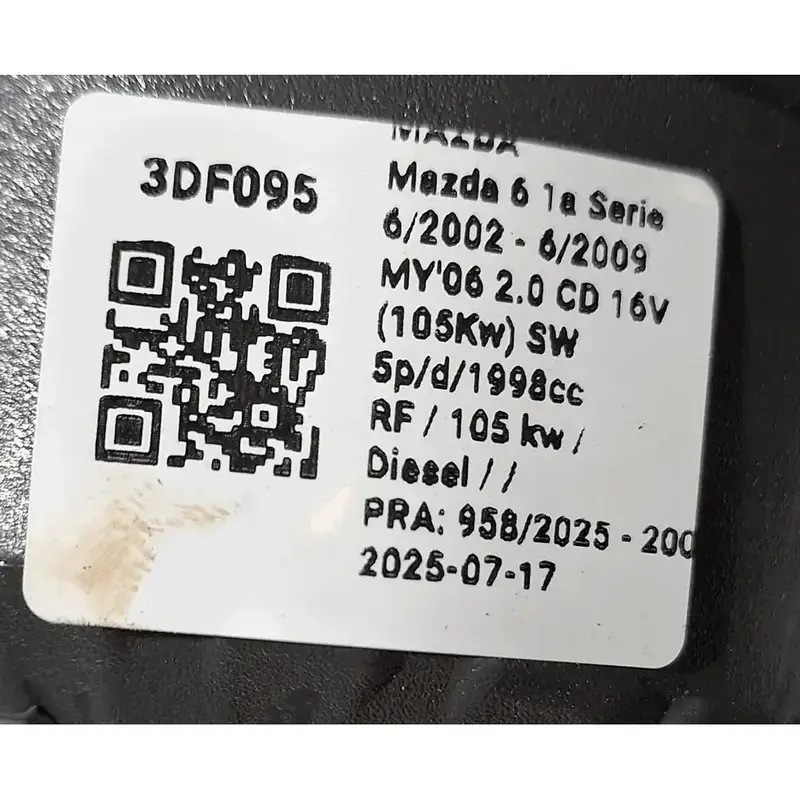 3DF095
MAZDA
Mazda 6 1a Serie
6/2002 - 6/2009
MY'06 2.0 CD 16V
(105Kw) SW
5p/d/1998cc
RF / 105 kw /
Diesel / /
PRA: 958/2025 - 200
2025-07-17